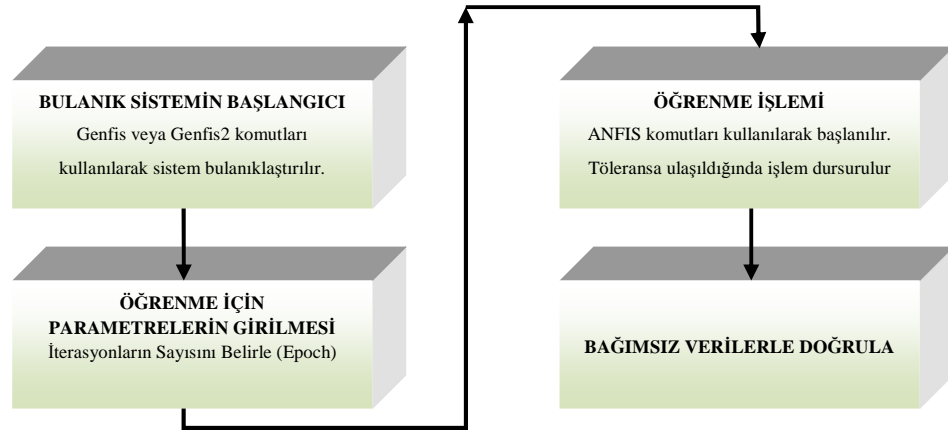 BULANIK SİSTEMİN BAŞLANGICI
Genfis veya Genfis2 komutları
kullanılarak sistem bulanıklaştırılır.
ÖĞRENME İÇİN
PARAMETRELERİN GİRİLMESİ
İterasyonların Sayısını Belirle (Epoch)
ÖĞRENME İŞLEMİ
ANFIS komutları kullanılarak başlanılır.
Töleransa ulaşıldığında işlem dursurulur
BAĞIMSIZ VERİLERLE DOĞRULA